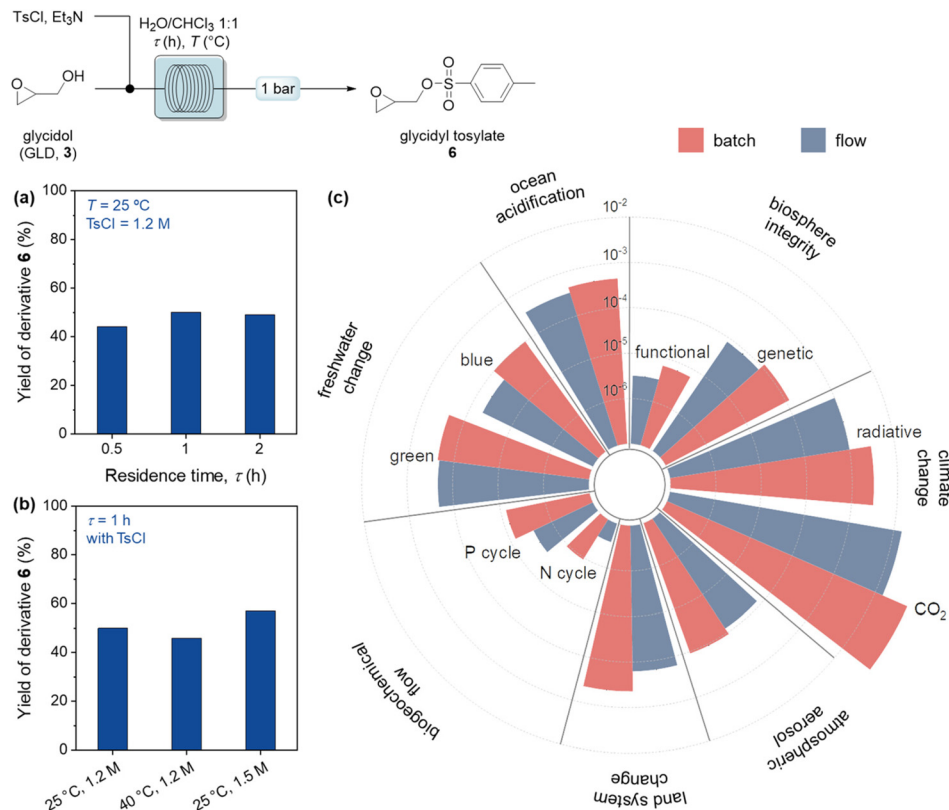 TsCl, Et₃N
H₂O/CHCl₃ 1:1
τ (h), T (°C)
O
OH
1 bar
O
O
S
O
O
glycidol
(GLD, 3)
glycidyl tosylate
6
batch
flow
(a)
100
80
60
40
20
0
Yield of derivative 6 (%)
T = 25 ºC
TsCl = 1.2 M
0.5
1
2
Residence time, τ (h)
(b)
100
80
60
40
20
0
Yield of derivative 6 (%)
τ = 1 h
with TsCl
25 °C, 1.2 M
40 °C, 1.2 M
25 °C, 1.5 M
(c)
ocean
acidification
biosphere
integrity
10⁻²
10⁻³
10⁻⁴
10⁻⁵
10⁻⁶
functional
genetic
radiative
climate
change
CO₂
atmospheric
aerosol
land system
change
N cycle
P cycle
biogeochemical
flow
green
blue
freshwater
change